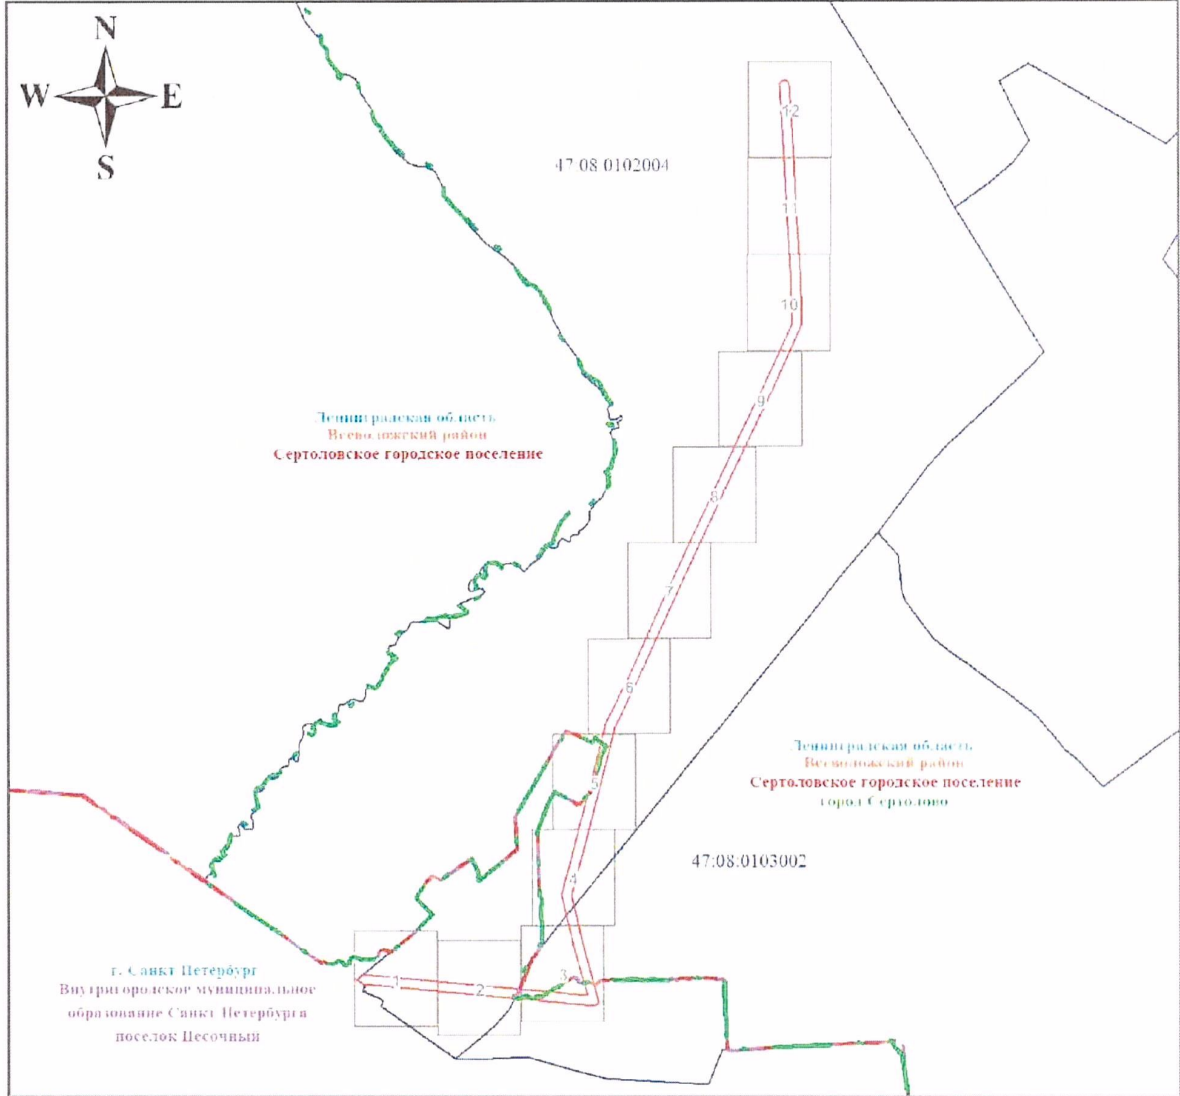 N
W E
S
12
47:08:0102004
11
10
9
Ленинградская область
Всеволожский район
Сертоловское городское поселение
8
7
6
Ленинградская область
Всеволожский район
Сертоловское городское поселение
город Сертолово
5
47:08:0103002
4
3
г. Санкт Петербург
Внутригородское муниципальное
образование Санкт Петербурга
поселок Песочный
1
2